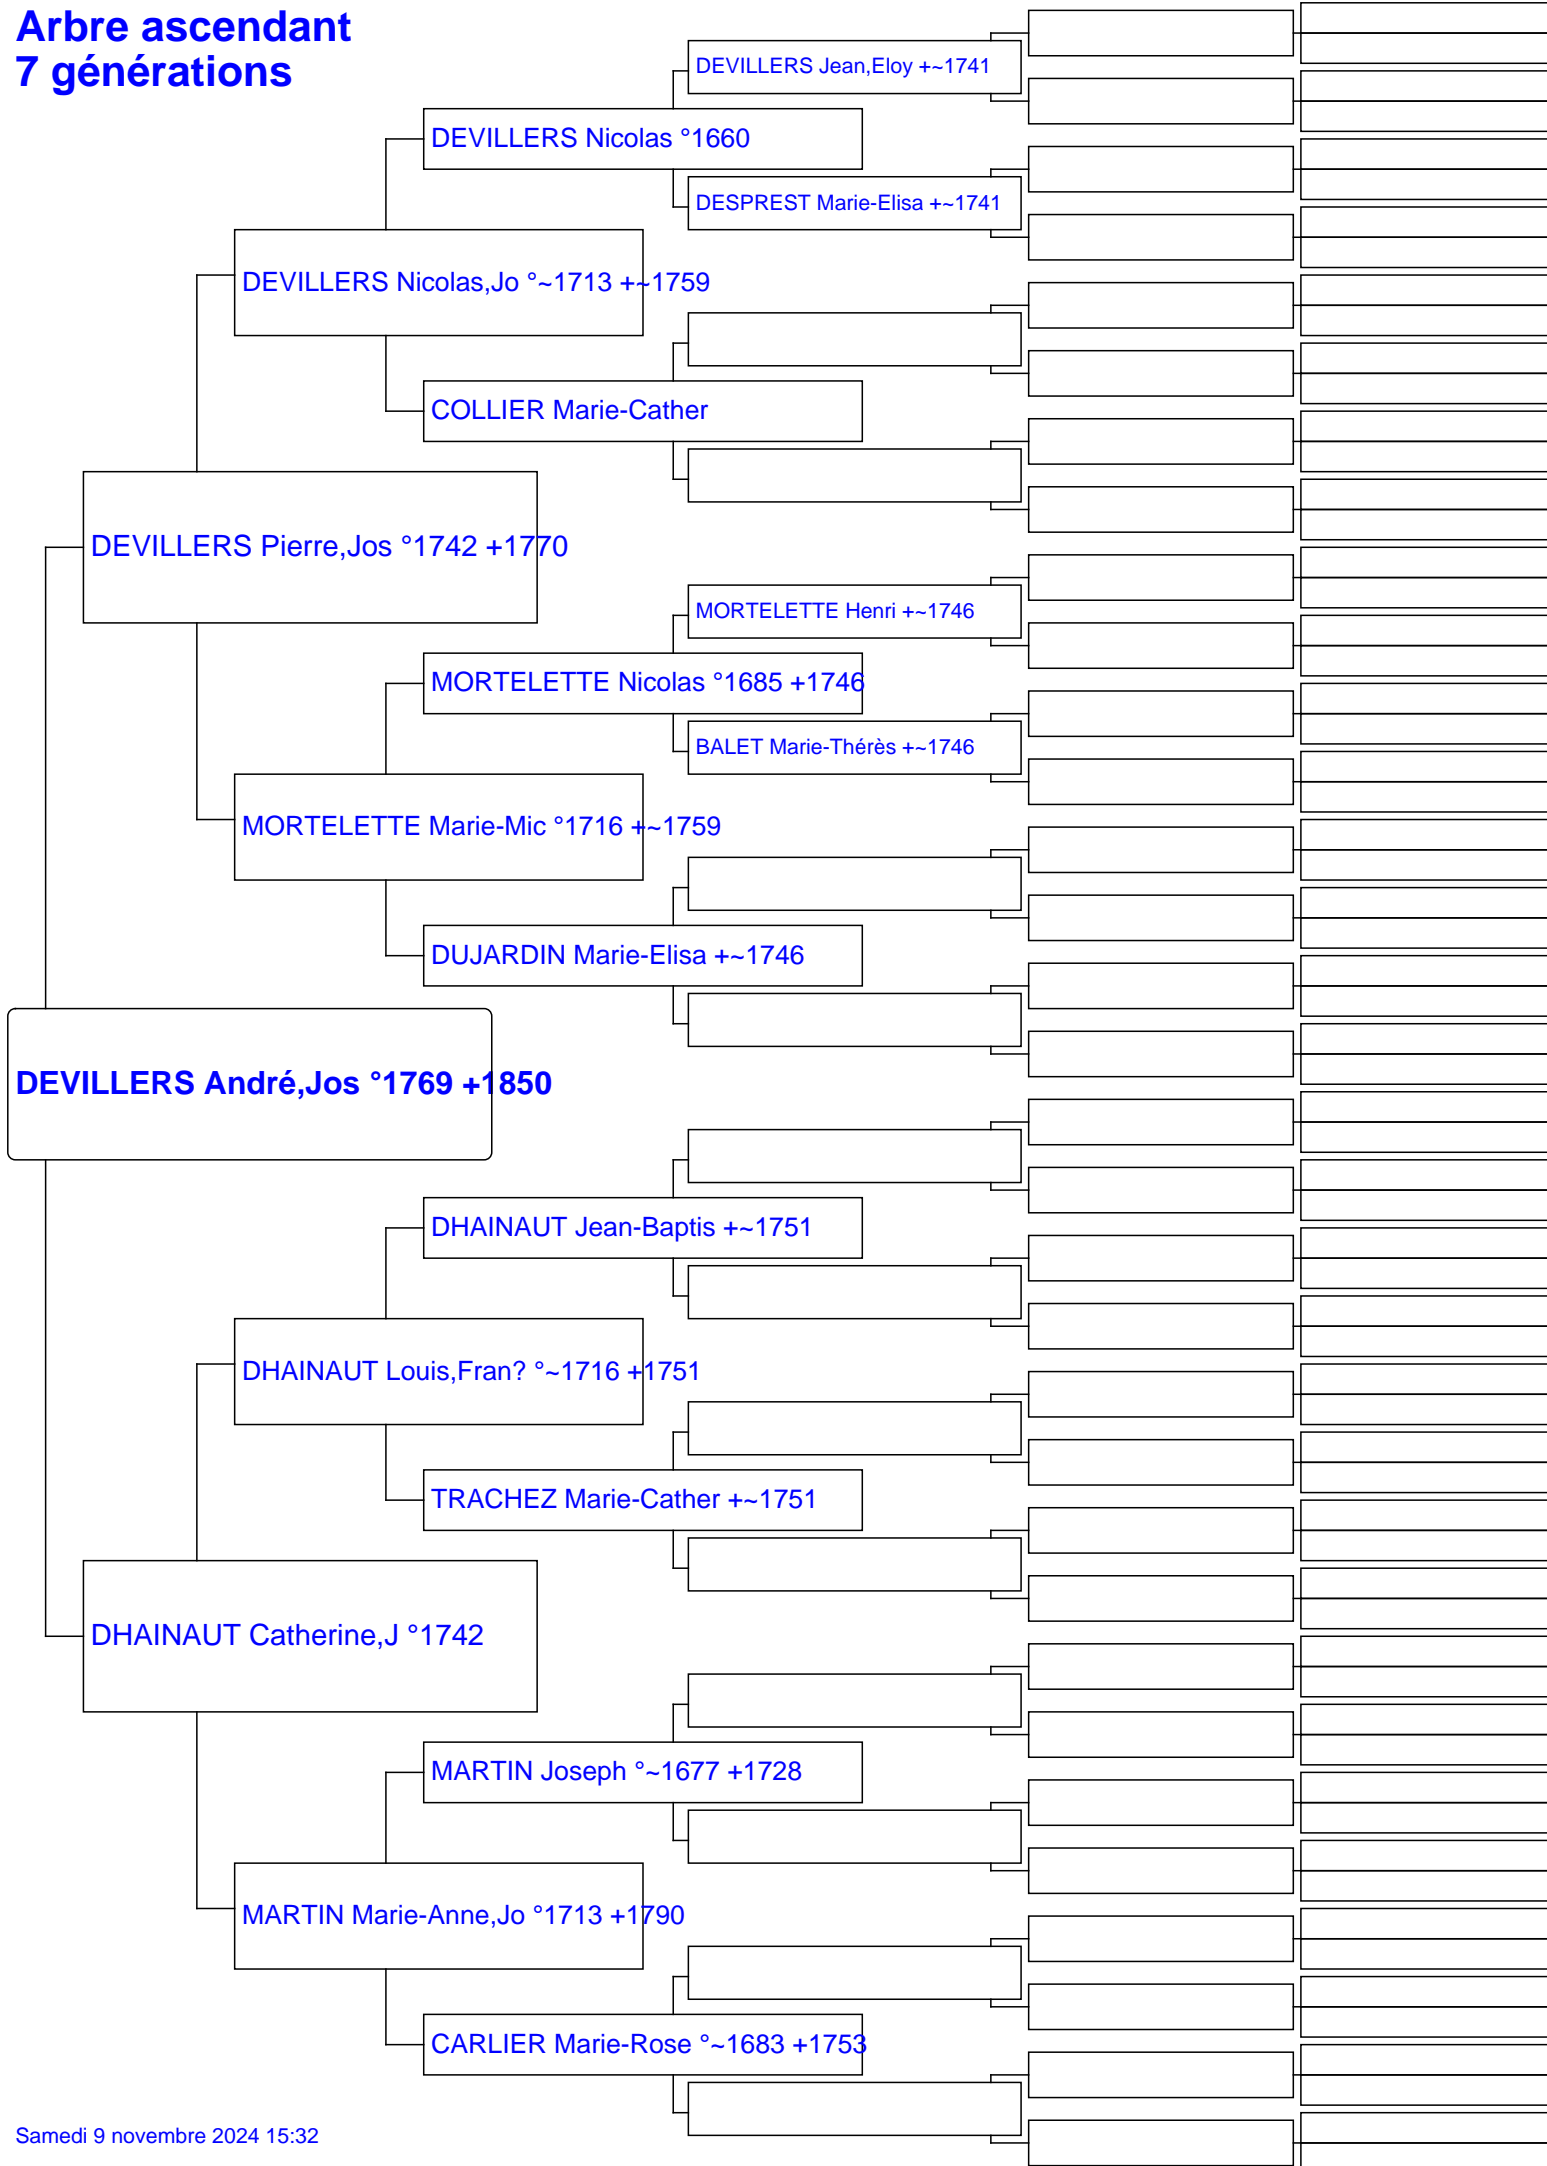 Arbre ascendant
7 générations
DEVILLERS Jean,Eloy +~1741
DEVILLERS Nicolas °1660
DESPREST Marie-Elisa +~1741
DEVILLERS Nicolas,Jo °~1713 +~1759
COLLIER Marie-Cather
DEVILLERS Pierre,Jos °1742 +1770
MORTELETTE Henri +~1746
MORTELETTE Nicolas °1685 +1746
BALET Marie-Thérès +~1746
MORTELETTE Marie-Mic °1716 +~1759
DUJARDIN Marie-Elisa +~1746
DEVILLERS André,Jos °1769 +1850
DHAINAUT Jean-Baptis +~1751
DHAINAUT Louis,Fran? °~1716 +1751
TRACHEZ Marie-Cather +~1751
DHAINAUT Catherine,J °1742
MARTIN Joseph °~1677 +1728
MARTIN Marie-Anne,Jo °1713 +1790
CARLIER Marie-Rose °~1683 +1753
Samedi 9 novembre 2024 15:32